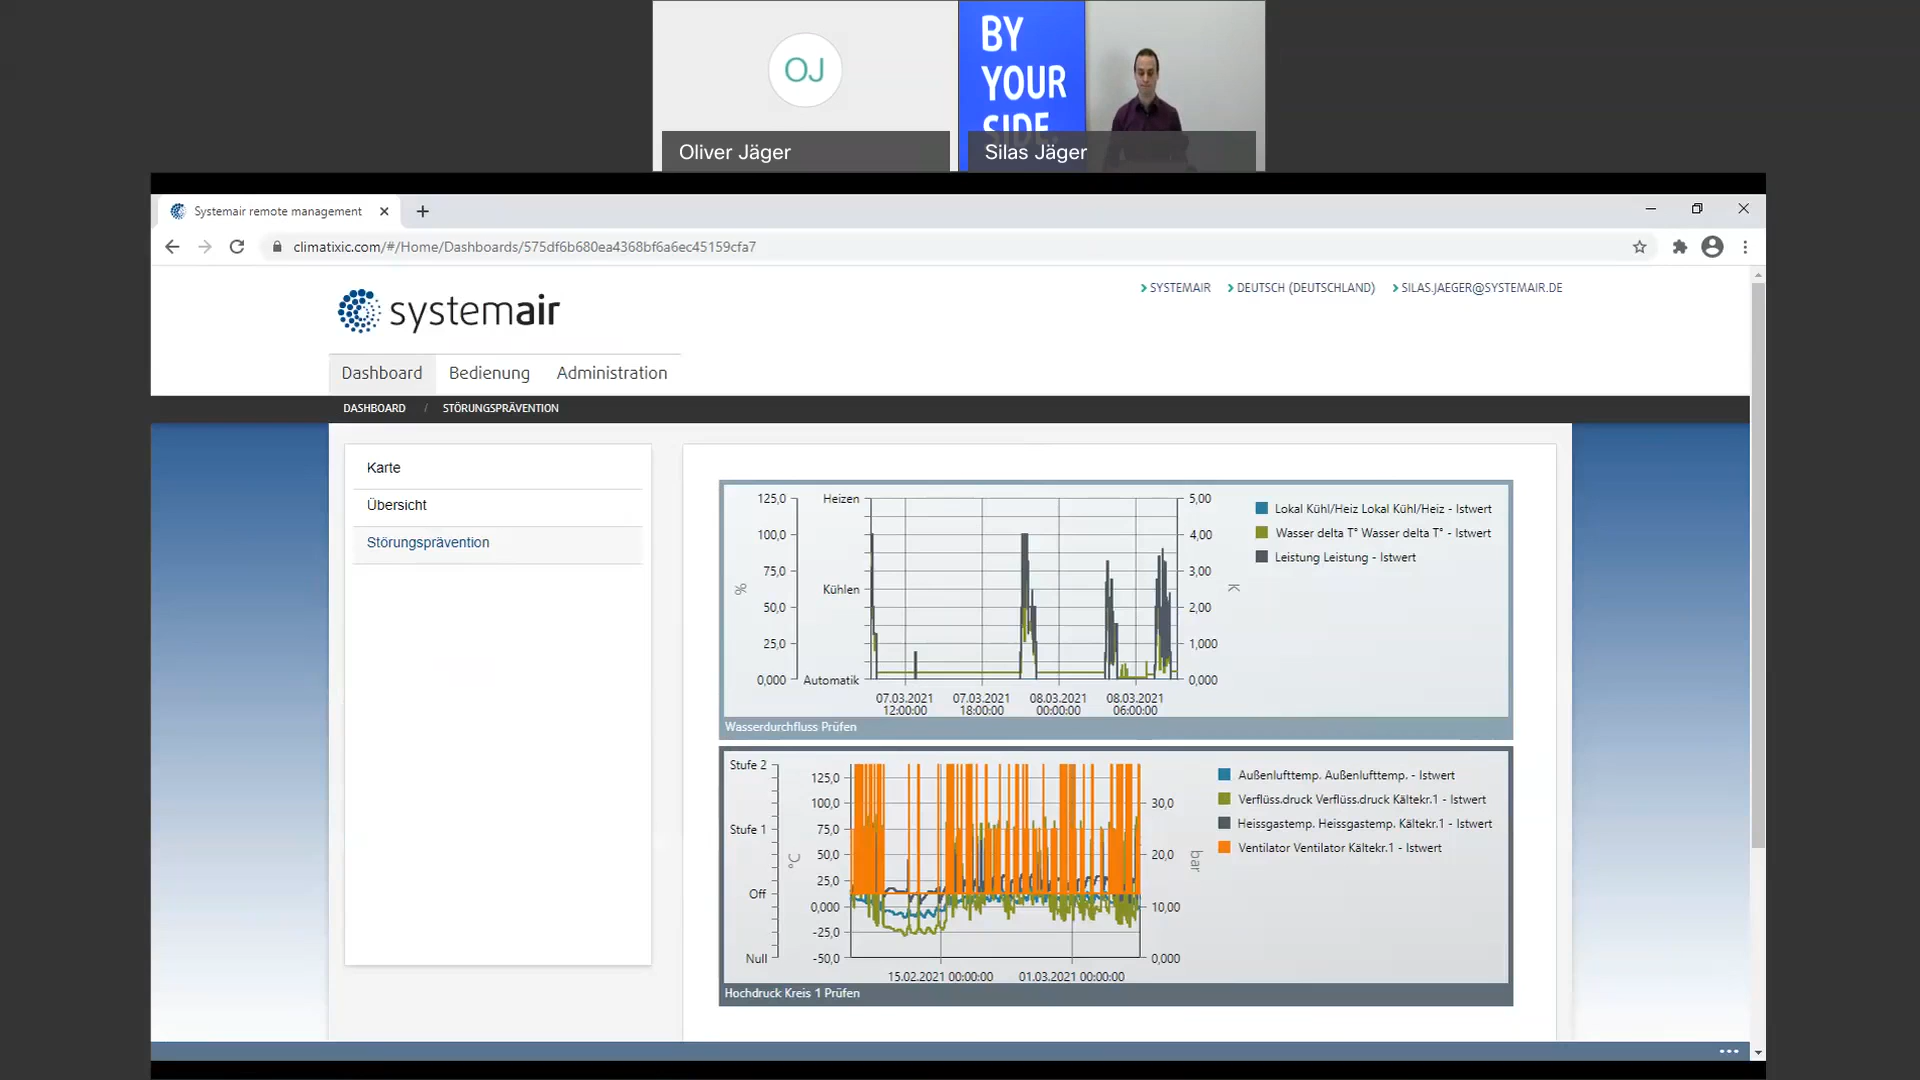 BY
YOUR
SIDE.
OJ
Oliver Jäger
Silas Jäger
Systemair remote management
climatixic.com/#/Home/Dashboards/575df6b680ea4368bf6a6ec45159cfa7
systemair
SYSTEMAIR
DEUTSCH (DEUTSCHLAND)
SILAS.JAEGER@SYSTEMAIR.DE
Dashboard
Bedienung
Administration
DASHBOARD / STÖRUNGSPRÄVENTION
Karte
Übersicht
Störungsprävention
125,0
100,0
75,0
50,0
25,0
0,000
%
Heizen
Kühlen
Automatik
5,00
4,00
3,00
2,00
1,000
0,000
K
07.03.2021
12:00:00
07.03.2021
18:00:00
08.03.2021
00:00:00
08.03.2021
06:00:00
Lokal Kühl/Heiz Lokal Kühl/Heiz - Istwert
Wasser delta T° Wasser delta T° - Istwert
Leistung Leistung - Istwert
Wasserdurchfluss Prüfen
Stufe 2
Stufe 1
Off
Null
°C
125,0
100,0
75,0
50,0
25,0
0,000
-25,0
-50,0
30,0
20,0
10,00
0,000
bar
15.02.2021 00:00:00
01.03.2021 00:00:00
Außenlufttemp. Außenlufttemp. - Istwert
Verflüss.druck Verflüss.druck Kältekr.1 - Istwert
Heissgastemp. Heissgastemp. Kältekr.1 - Istwert
Ventilator Ventilator Kältekr.1 - Istwert
Hochdruck Kreis 1 Prüfen